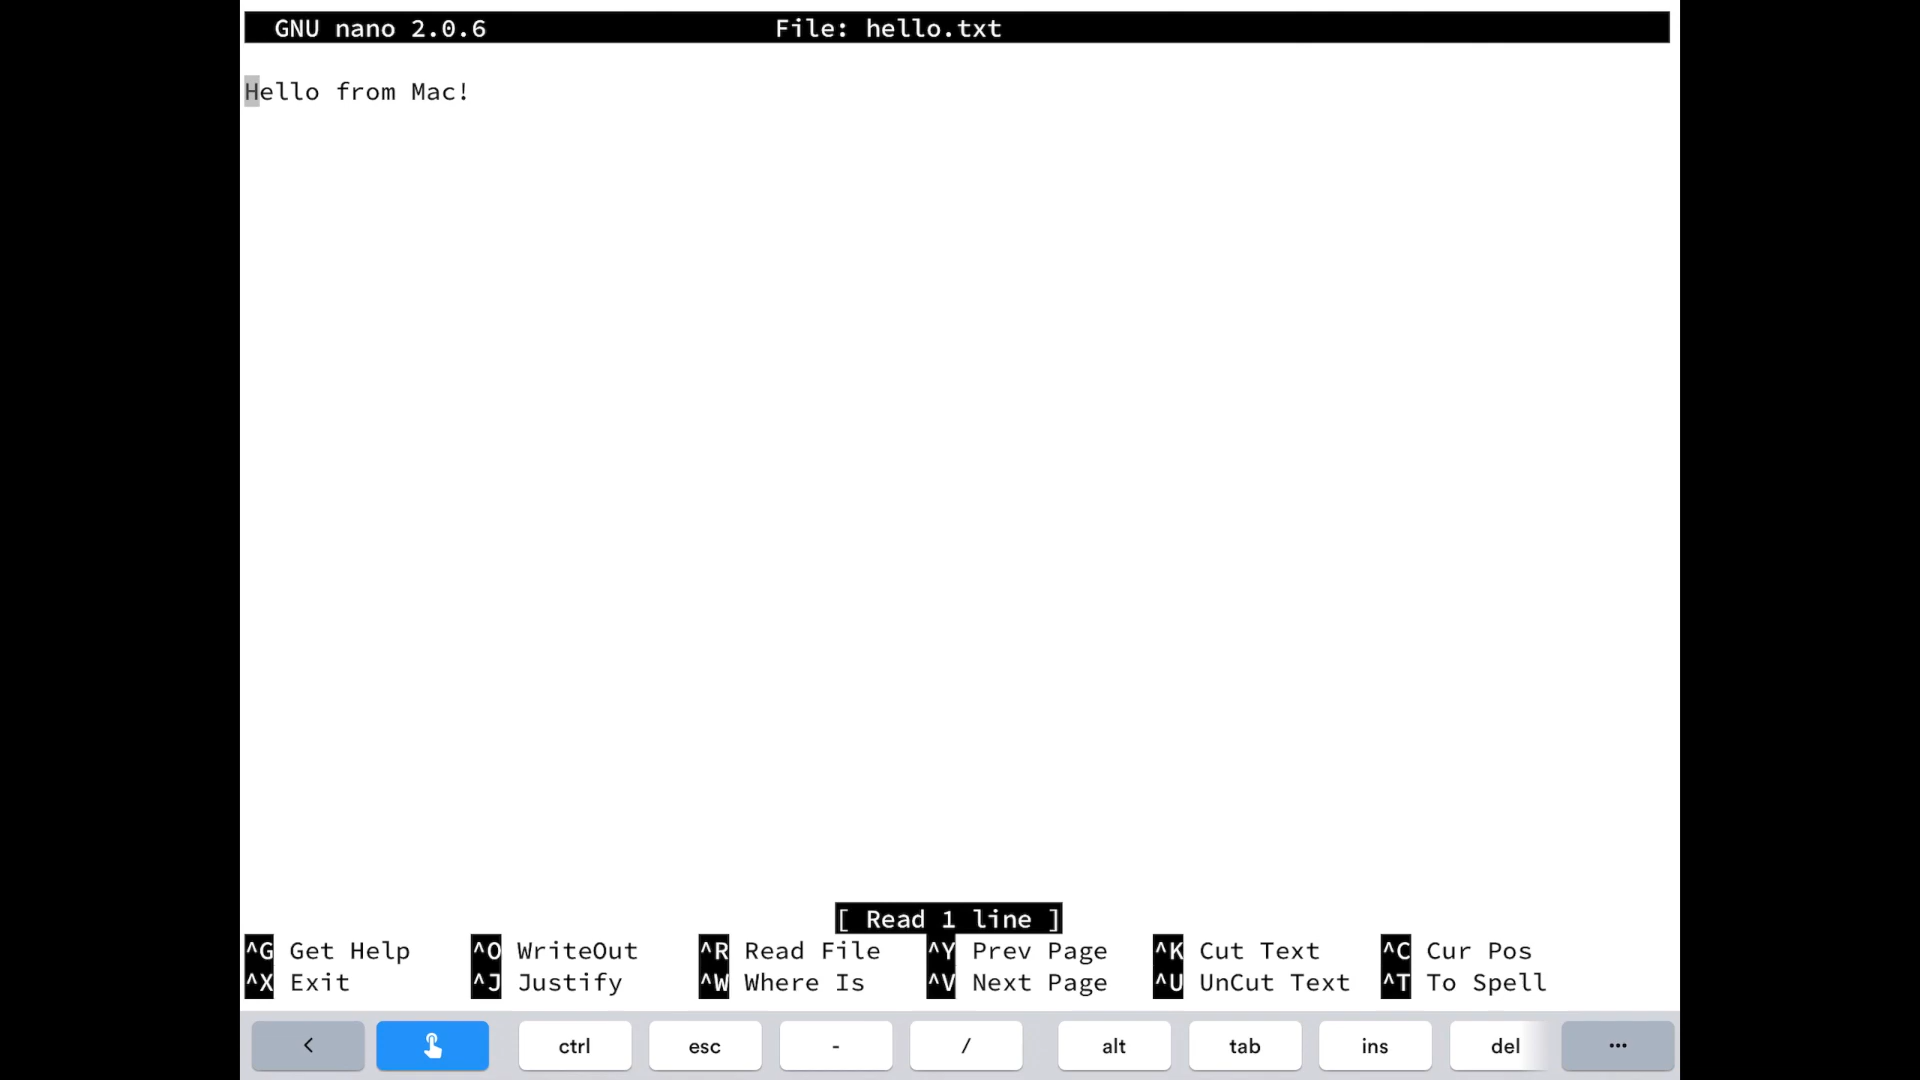 GNU nano 2.0.6 File: hello.txt
Hello from Mac!
[ Read 1 line ]
^G Get Help ^O WriteOut ^R Read File ^Y Prev Page ^K Cut Text ^C Cur Pos
^X Exit ^J Justify ^W Where Is ^V Next Page ^U UnCut Text ^T To Spell
< ctrl esc - / alt tab ins del ···